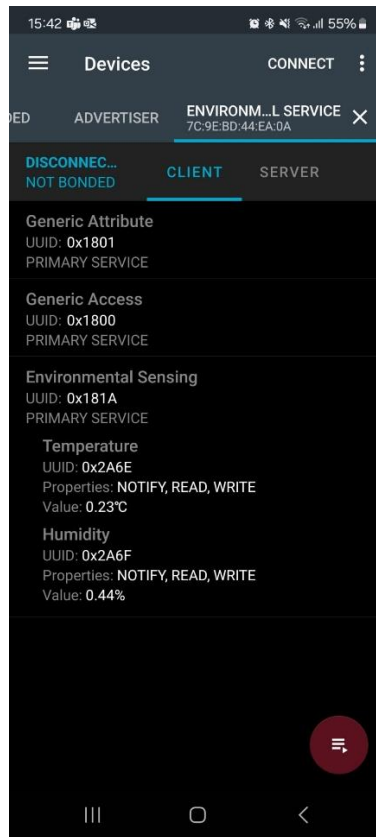 15:42 55%
Devices CONNECT
DED ADVERTISER ENVIRONM...L SERVICE
7C:9E:BD:44:EA:0A
DISCONNEC...
NOT BONDED
CLIENT SERVER
Generic Attribute
UUID: 0x1801
PRIMARY SERVICE
Generic Access
UUID: 0x1800
PRIMARY SERVICE
Environmental Sensing
UUID: 0x181A
PRIMARY SERVICE
Temperature
UUID: 0x2A6E
Properties: NOTIFY, READ, WRITE
Value: 0.23°C
Humidity
UUID: 0x2A6F
Properties: NOTIFY, READ, WRITE
Value: 0.44%